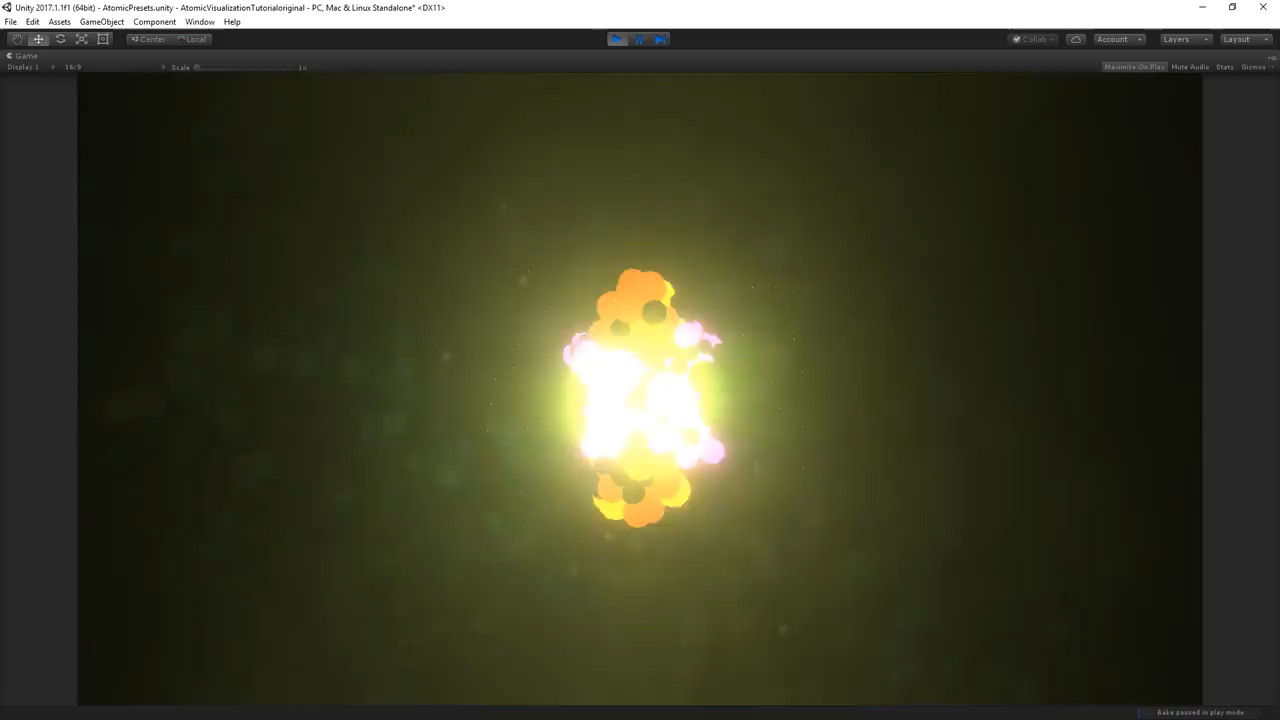 Unity 2017.1.1f1 (64bit) - AtomicPresets.unity - AtomicVisualizationTutorialoriginal - PC, Mac & Linux Standalone* <DX11>
File Edit Assets GameObject Component Window Help
Center Local Collab Account Layers Layout
Game
Display 1 16:9 Scale 1x Maximize On Play Mute Audio Stats Gizmos
Bake paused in play mode